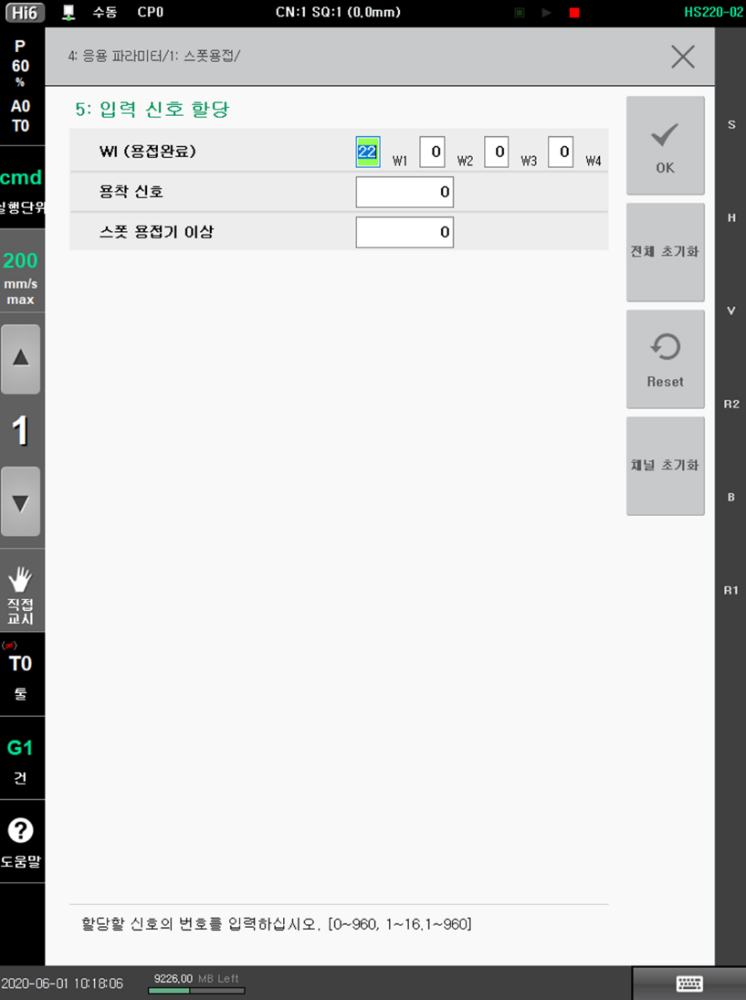 Hi6 수동 CP0 CN:1 SQ:1 (0.0mm) HS220-02
P
60
%
A0
T0
cmd
실행단위
200
mm/s
max
1
직접
교시
(≠)
T0
툴
G1
건
?
도움말
4: 응용 파라미터/1: 스폿용접/
5: 입력 신호 할당
WI (용접완료) 22 W1 0 W2 0 W3 0 W4
용착 신호 0
스폿 용접기 이상 0
OK
전체 초기화
Reset
채널 초기화
S
H
V
R2
B
R1
할당할 신호의 번호를 입력하십시오. [0~960, 1~16.1~960]
2020-06-01 10:18:06 9226.00 MB Left